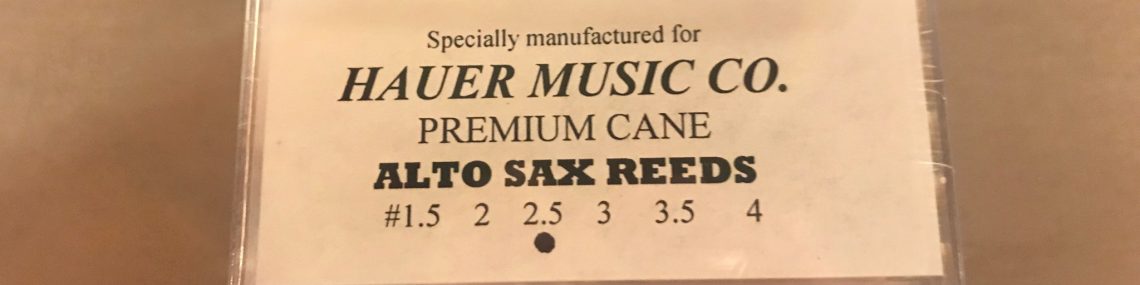 Specially manufactured for
HAUER MUSIC CO.
PREMIUM CANE
ALTO SAX REEDS
#1.5 2 2.5 3 3.5 4